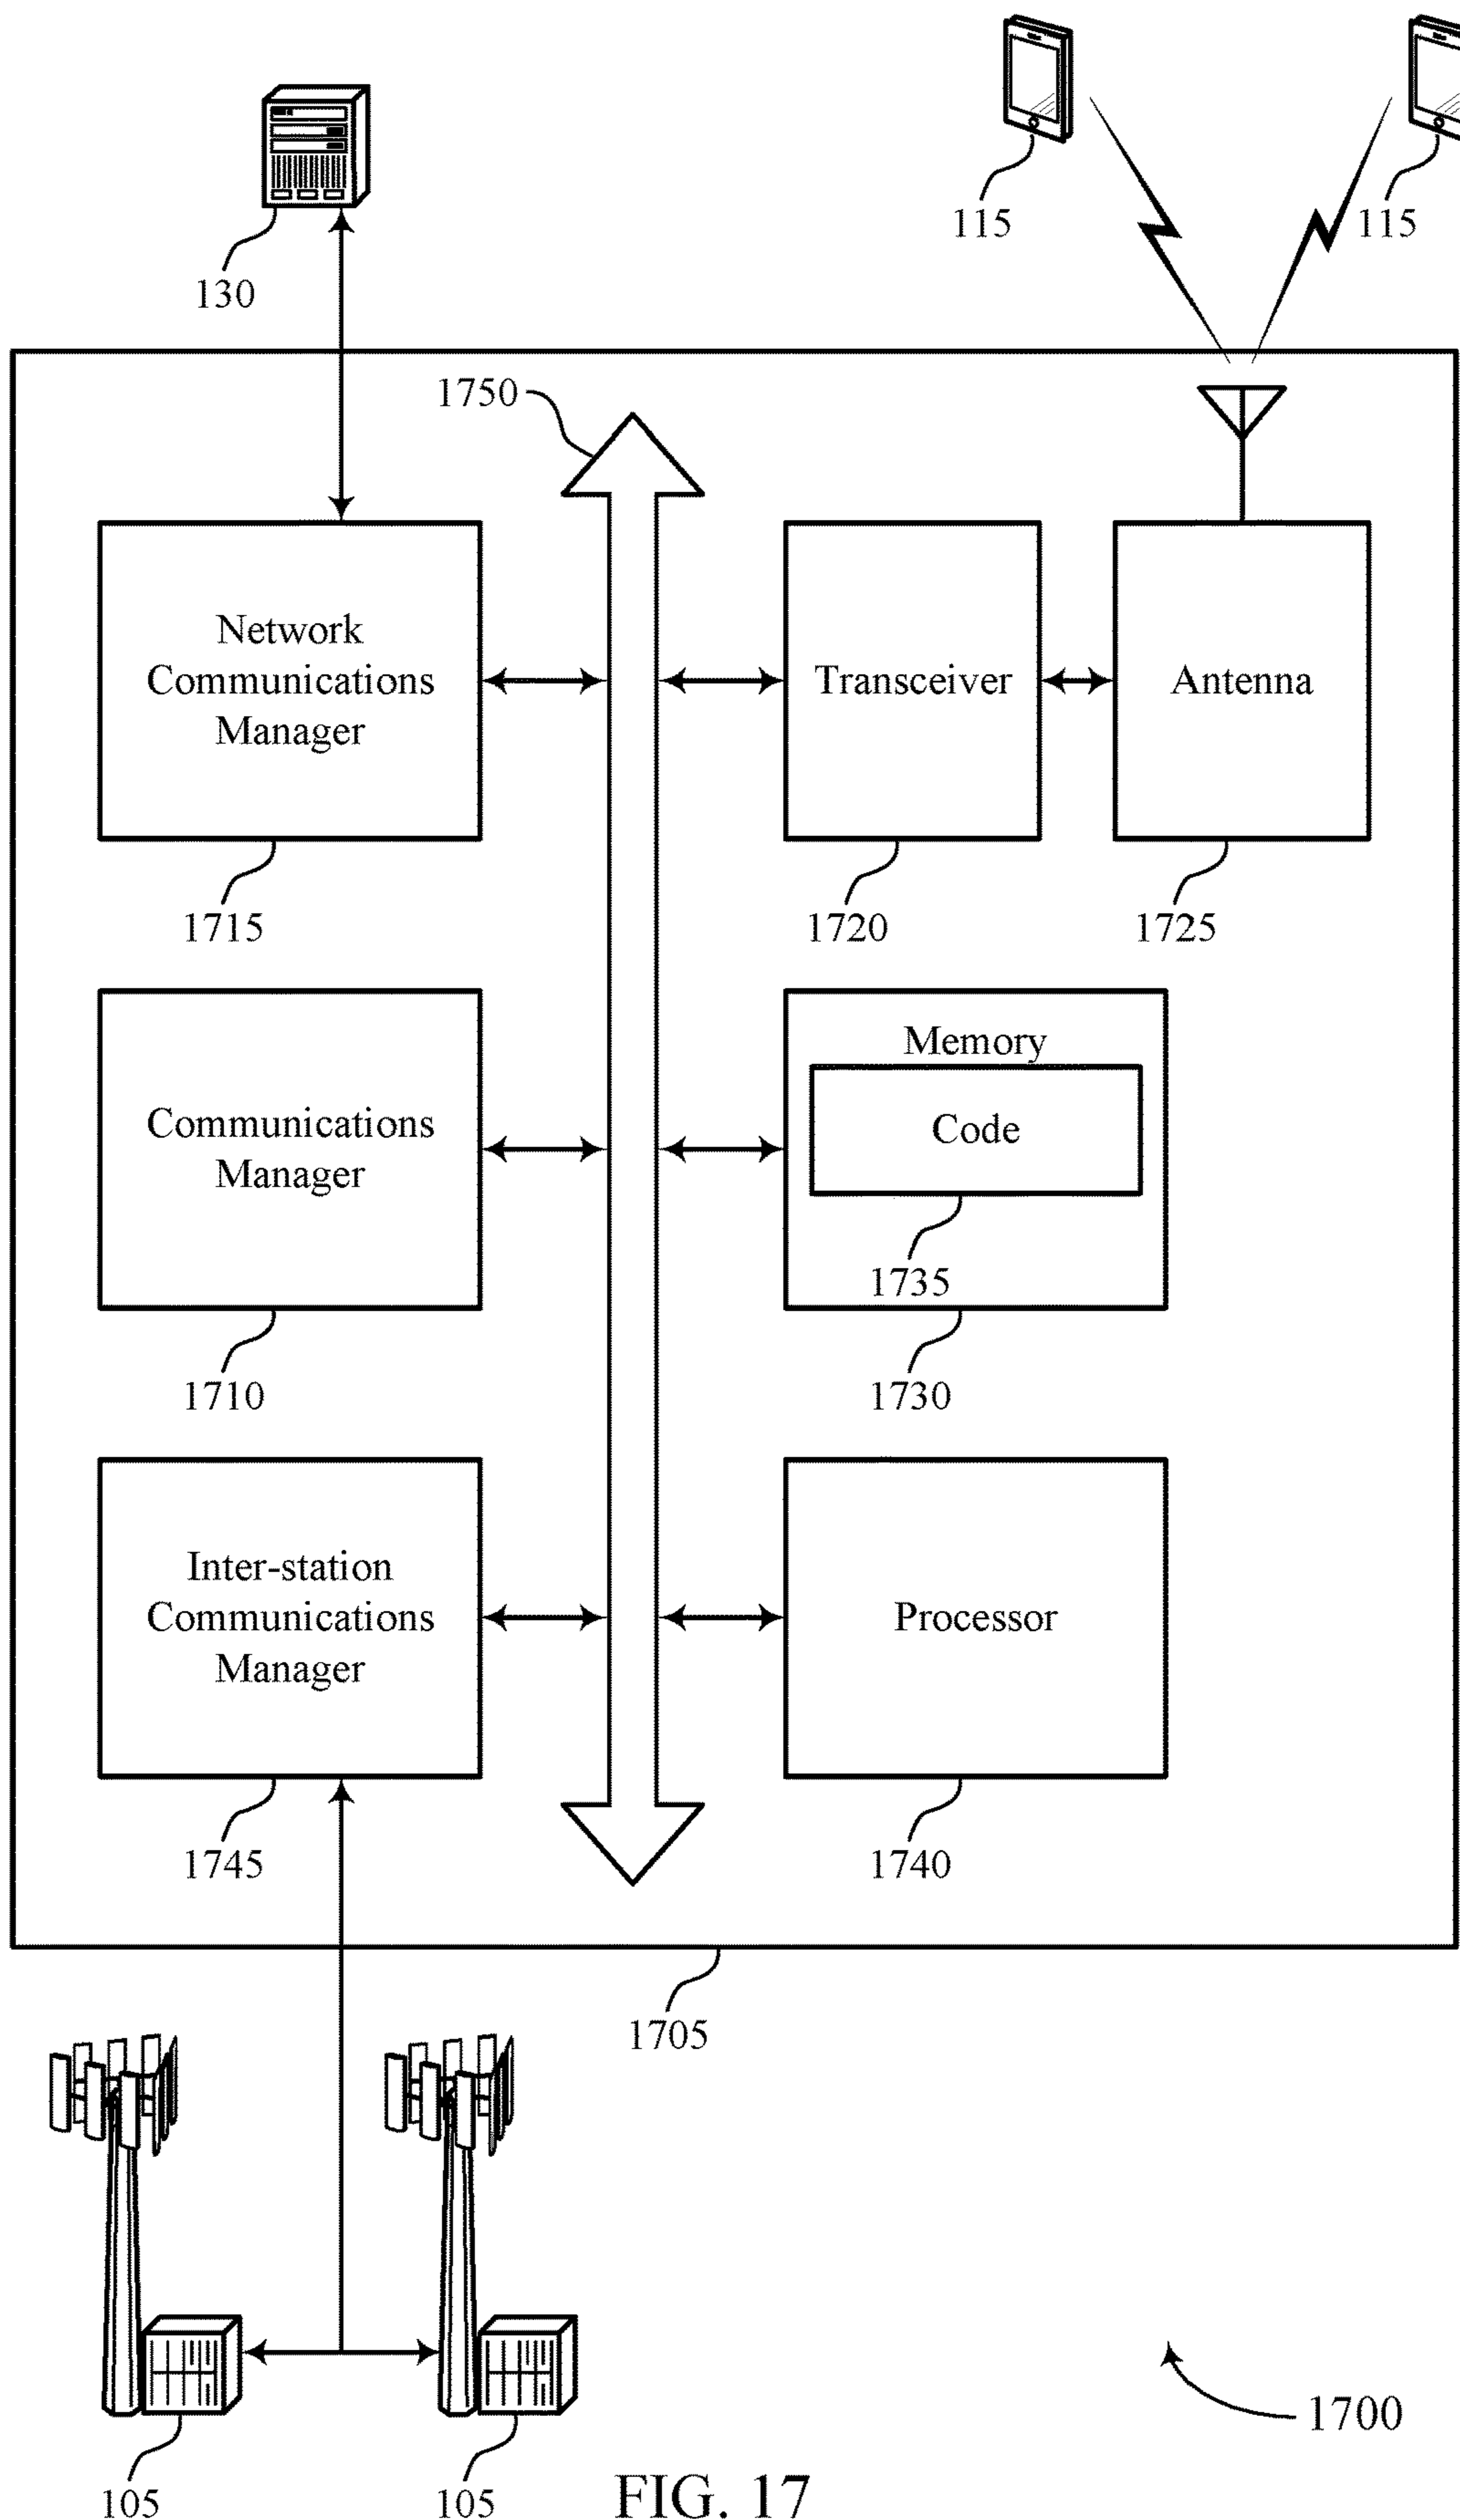 130
115
115
1750
Network
Communications
Manager
Transceiver
Antenna
1715
1720
1725
Communications
Manager
Memory
Code
1735
1710
1730
Inter-station
Communications
Manager
Processor
1745
1740
1705
105
105
1700
FIG. 17